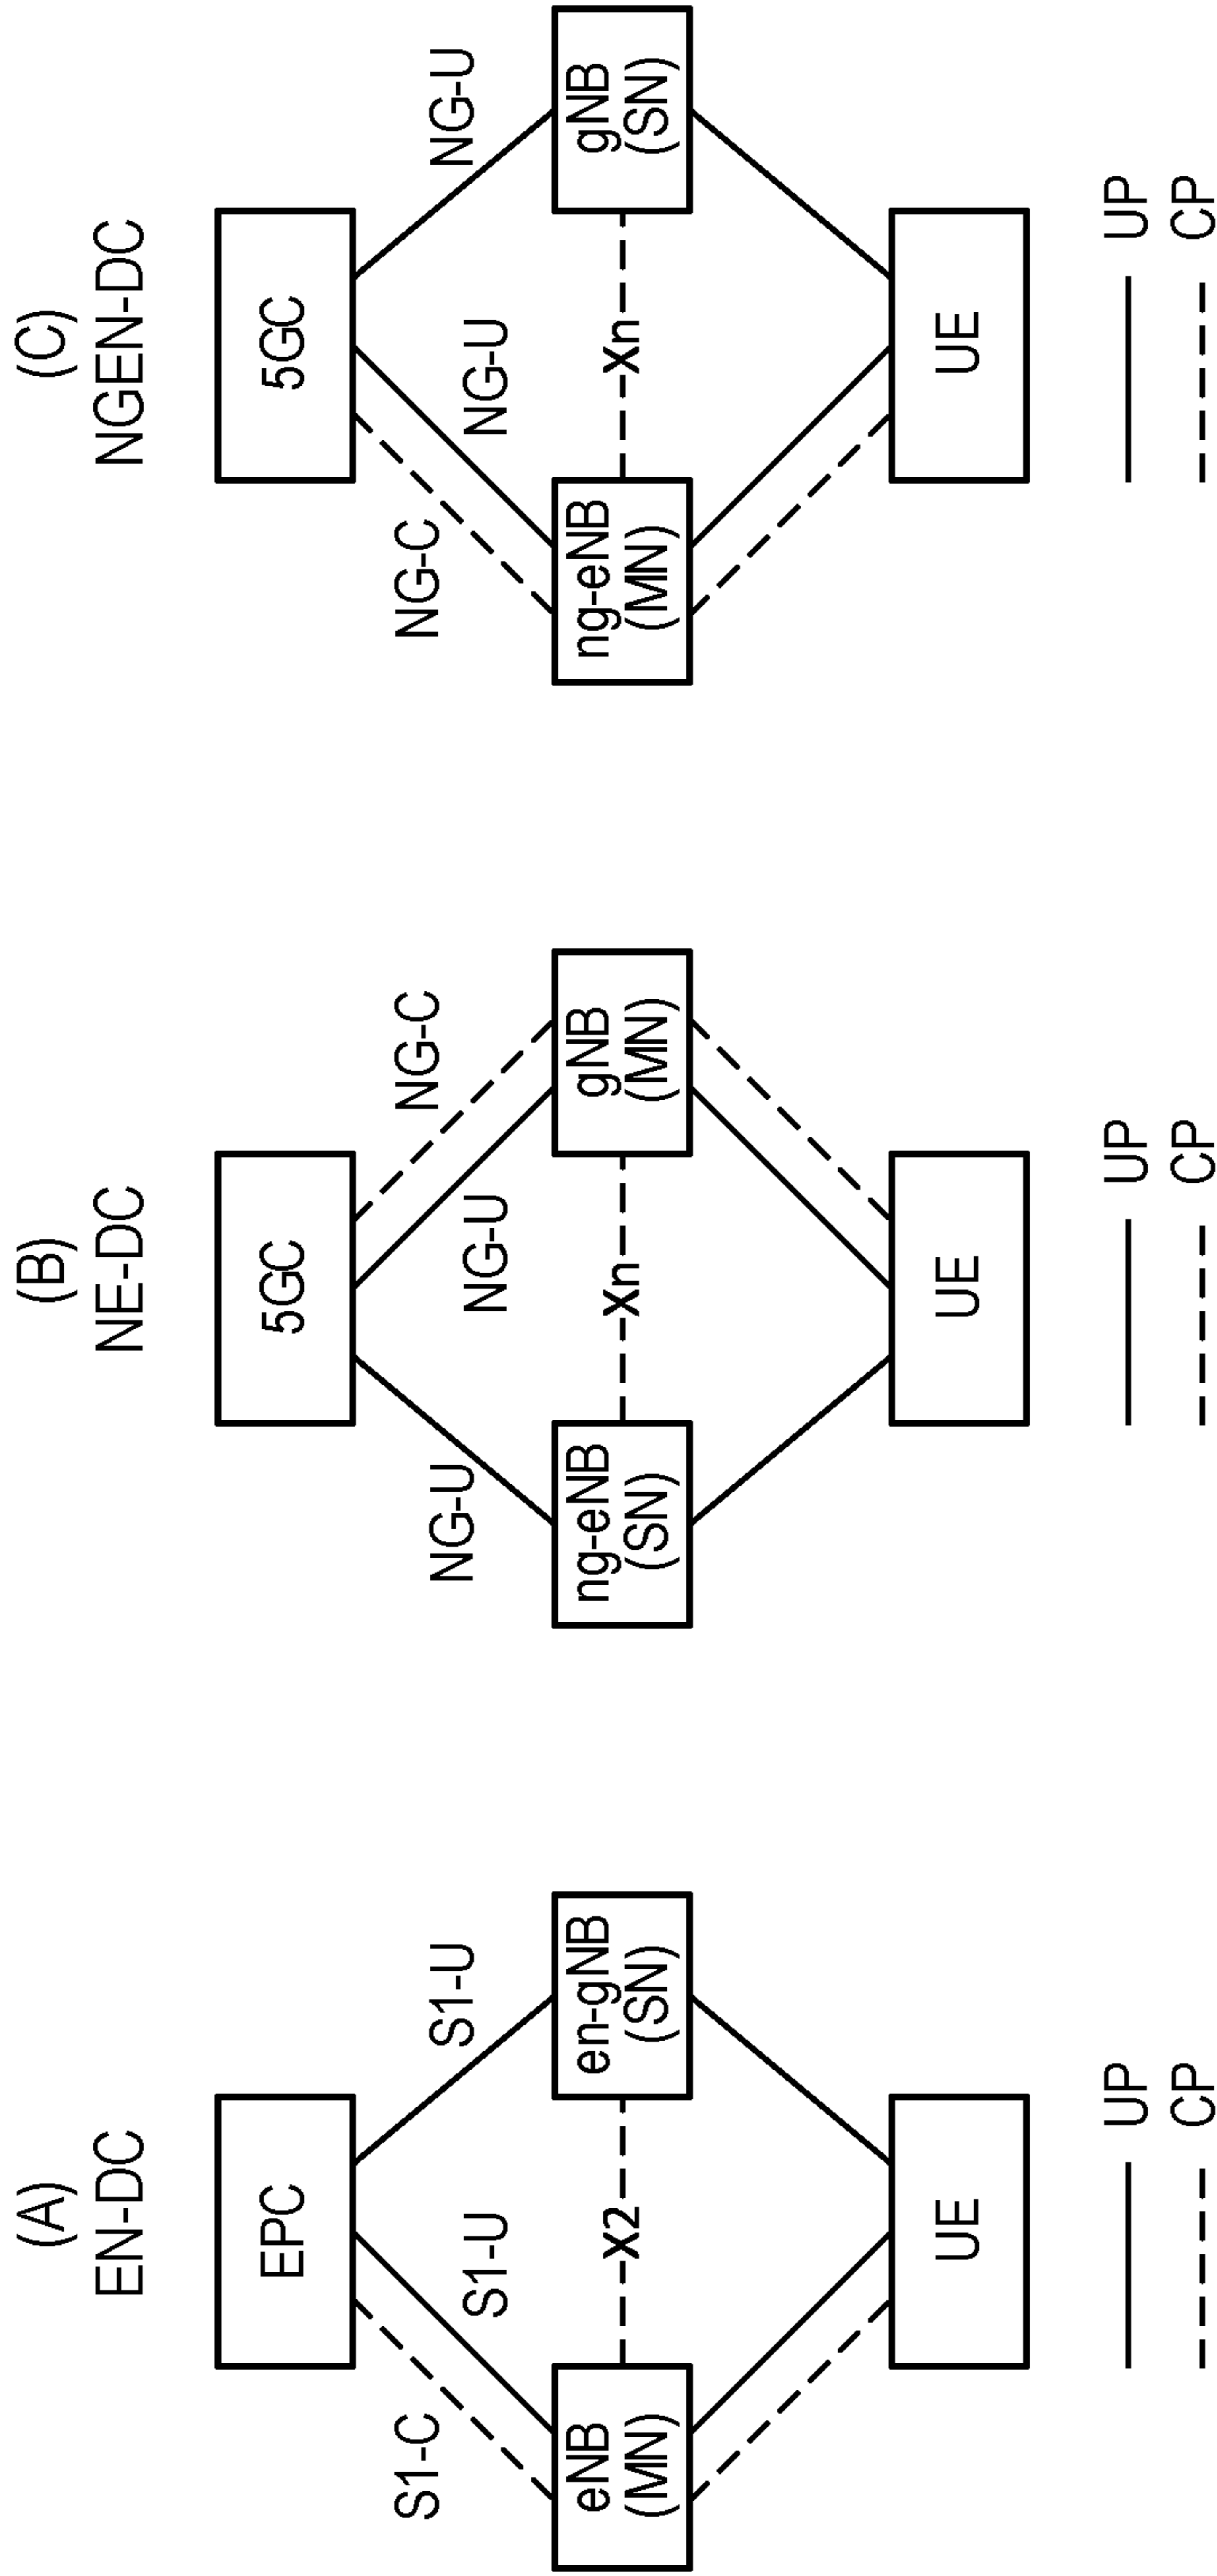 (A)
EN-DC
EPC
S1-C
S1-U
S1-U
eNB
(MN)
X2
en-gNB
(SN)
UE
UP
CP
(B)
NE-DC
5GC
NG-U
NG-U
NG-C
ng-eNB
(SN)
Xn
gNB
(MN)
UE
UP
CP
(C)
NGEN-DC
5GC
NG-C
NG-U
NG-U
ng-eNB
(MN)
Xn
gNB
(SN)
UE
UP
CP